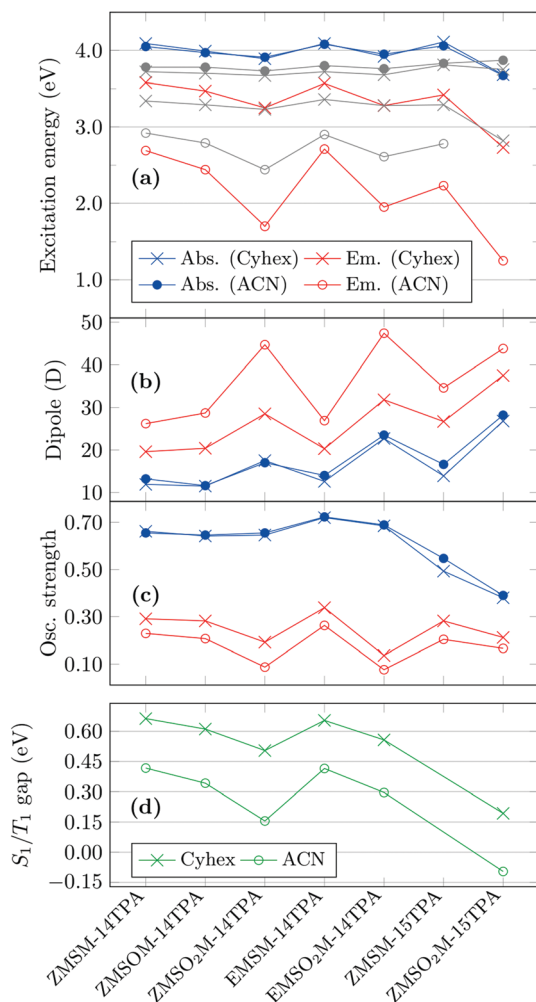 Excitation energy (eV)
4.0
3.0
2.0
1.0
(a)
Abs. (Cyhex) Em. (Cyhex)
Abs. (ACN) Em. (ACN)
Dipole (D)
50
40
30
20
10
(b)
Osc. strength
0.70
0.50
0.30
0.10
(c)
S₁/T₁ gap (eV)
0.60
0.45
0.30
0.15
0.00
−0.15
(d)
Cyhex ACN
ZMSM-14TPA
ZMSOM-14TPA
ZMSO₂M-14TPA
EMSM-14TPA
EMSO₂M-14TPA
ZMSM-15TPA
ZMSO₂M-15TPA